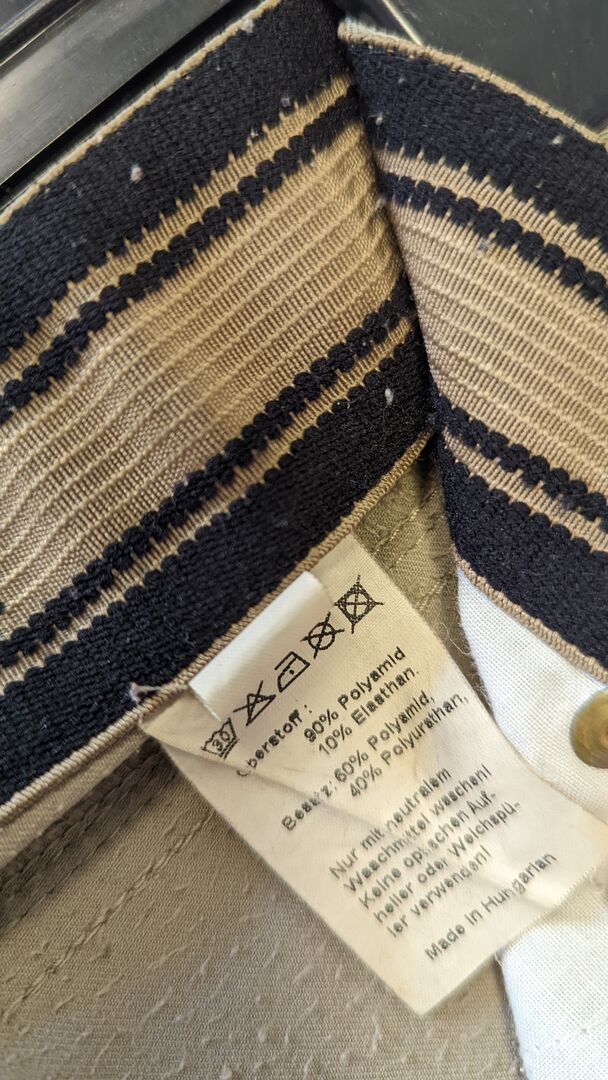 30
Oberstoff:
90% Polyamid
10% Elasthan.
Besatz: 60% Polyamid,
40% Polyurathan,
Nur mit neutralem
Waschmittel waschen!
Keine optischen Auf-
heller oder Weichspü-
ler verwenden!
Made in Hungarian